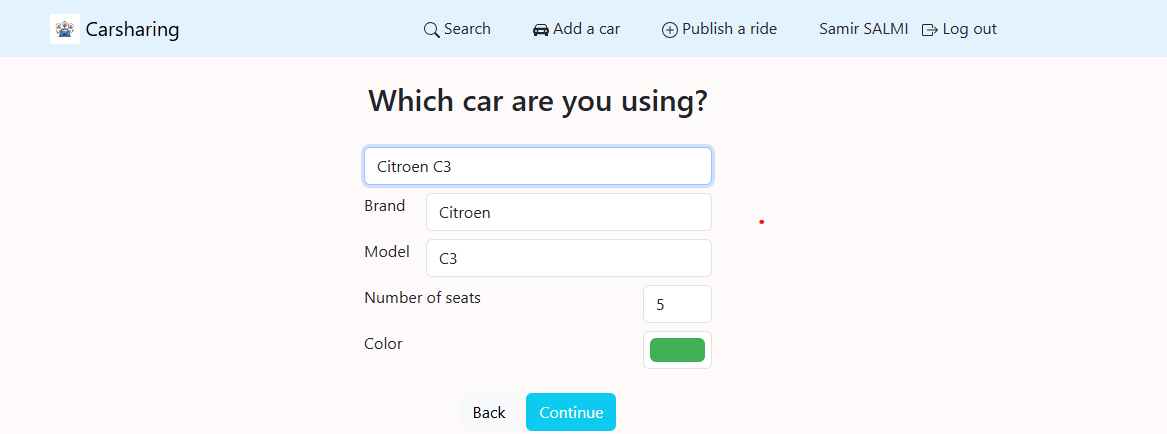 Carsharing Search Add a car Publish a ride Samir SALMI Log out
Which car are you using?
Citroen C3
Brand Citroen
Model C3
Number of seats 5
Color
Back Continue